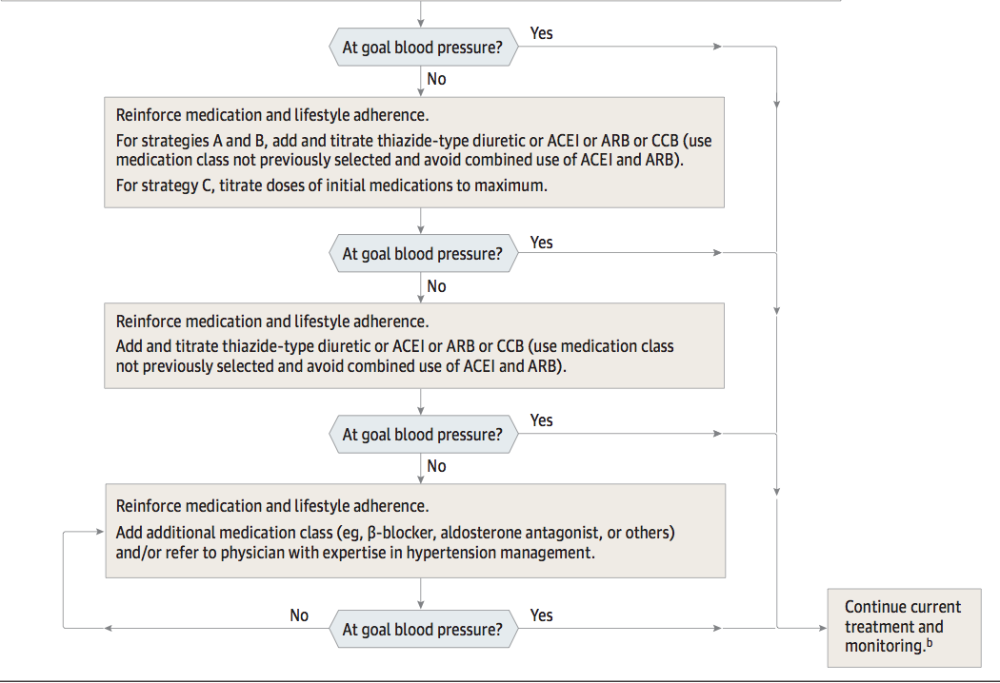 At goal blood pressure?
Yes
No
Reinforce medication and lifestyle adherence.
For strategies A and B, add and titrate thiazide-type diuretic or ACEI or ARB or CCB (use
medication class not previously selected and avoid combined use of ACEI and ARB).
For strategy C, titrate doses of initial medications to maximum.
At goal blood pressure?
Yes
No
Reinforce medication and lifestyle adherence.
Add and titrate thiazide-type diuretic or ACEI or ARB or CCB (use medication class
not previously selected and avoid combined use of ACEI and ARB).
At goal blood pressure?
Yes
No
Reinforce medication and lifestyle adherence.
Add additional medication class (eg, β-blocker, aldosterone antagonist, or others)
and/or refer to physician with expertise in hypertension management.
No
At goal blood pressure?
Yes
Continue current
treatment and
monitoring.b